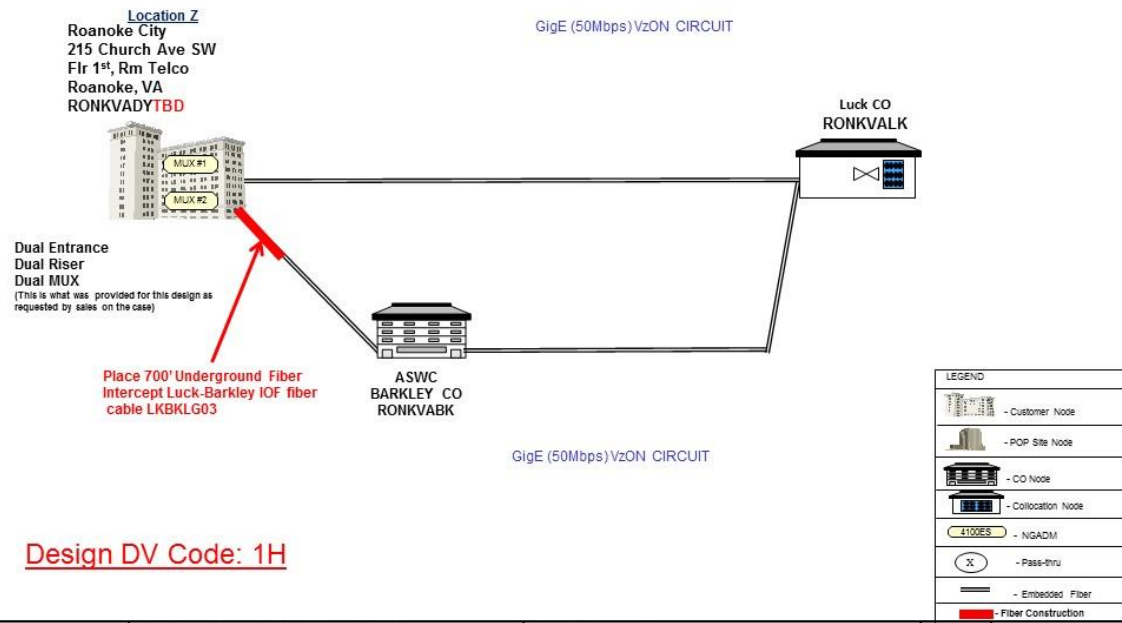 Location Z
Roanoke City
215 Church Ave SW
Flr 1st, Rm Telco
Roanoke, VA
RONKVADYTBD
GigE (50Mbps) VzON CIRCUIT
Luck CO
RONKVALK
MUX #1
MUX #2
Dual Entrance
Dual Riser
Dual MUX
(This is what was provided for this design as
requested by sales on the case)
Place 700' Underground Fiber
Intercept Luck-Barkley IOF fiber
cable LKBKLG03
ASWC
BARKLEY CO
RONKVABK
GigE (50Mbps) VzON CIRCUIT
Design DV Code: 1H
LEGEND
- Customer Node
- POP Site Node
- CO Node
- Collocation Node
4100ES - NGADM
X - Pass-thru
- Embedded Fiber
- Fiber Construction